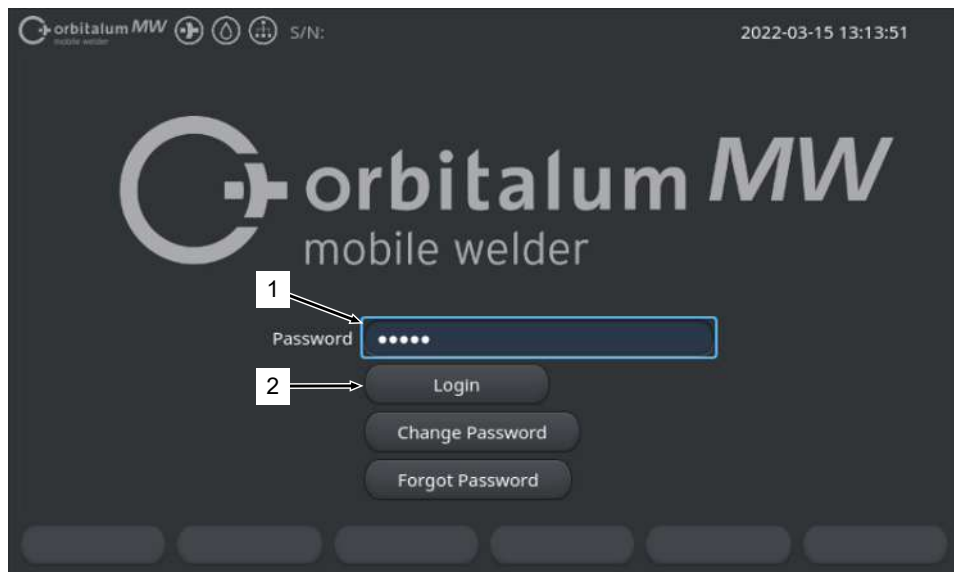 orbitalum MW S/N: 2022-03-15 13:13:51
mobile welder
orbitalum MW
mobile welder
1
Password •••••
2 Login
Change Password
Forgot Password